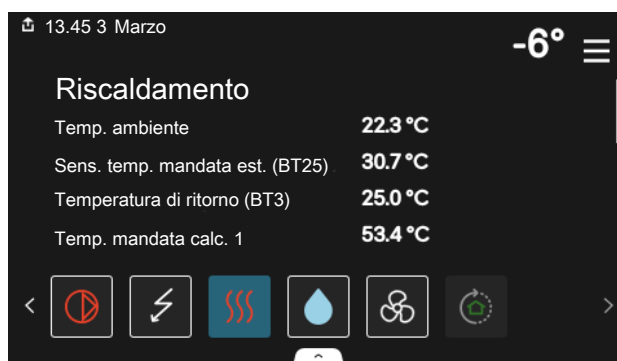 13.45 3 Marzo
-6°
Riscaldamento
Temp. ambiente 22.3 °C
Sens. temp. mandata est. (BT25) 30.7 °C
Temperatura di ritorno (BT3) 25.0 °C
Temp. mandata calc. 1 53.4 °C